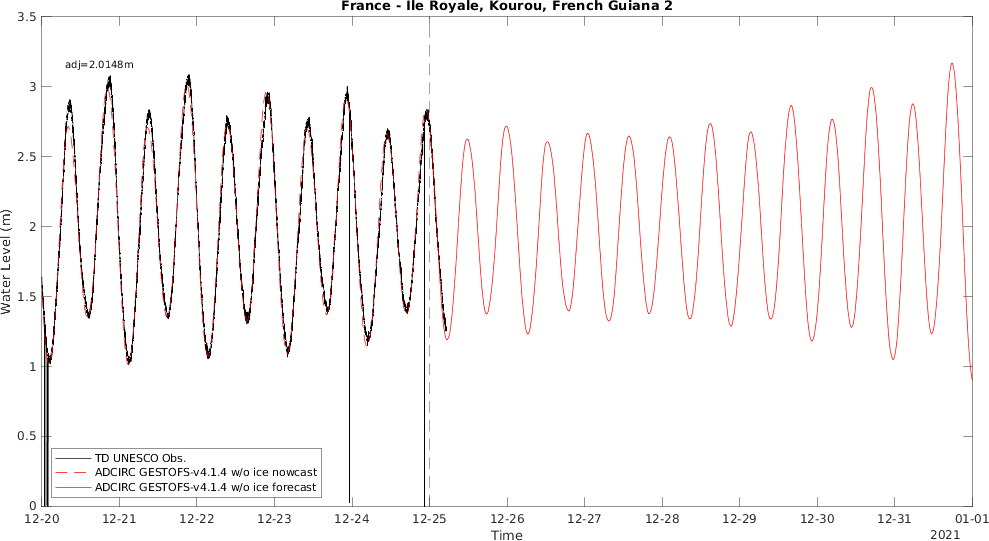 France - Ile Royale, Kourou, French Guiana 2
adj=2.0148m
3.5
3
2.5
2
1.5
1
0.5
0
Water Level (m)
TD UNESCO Obs.
ADCIRC GESTOFS-v4.1.4 w/o ice nowcast
ADCIRC GESTOFS-v4.1.4 w/o ice forecast
12-20 12-21 12-22 12-23 12-24 12-25 12-26 12-27 12-28 12-29 12-30 12-31 01-01
Time
2021